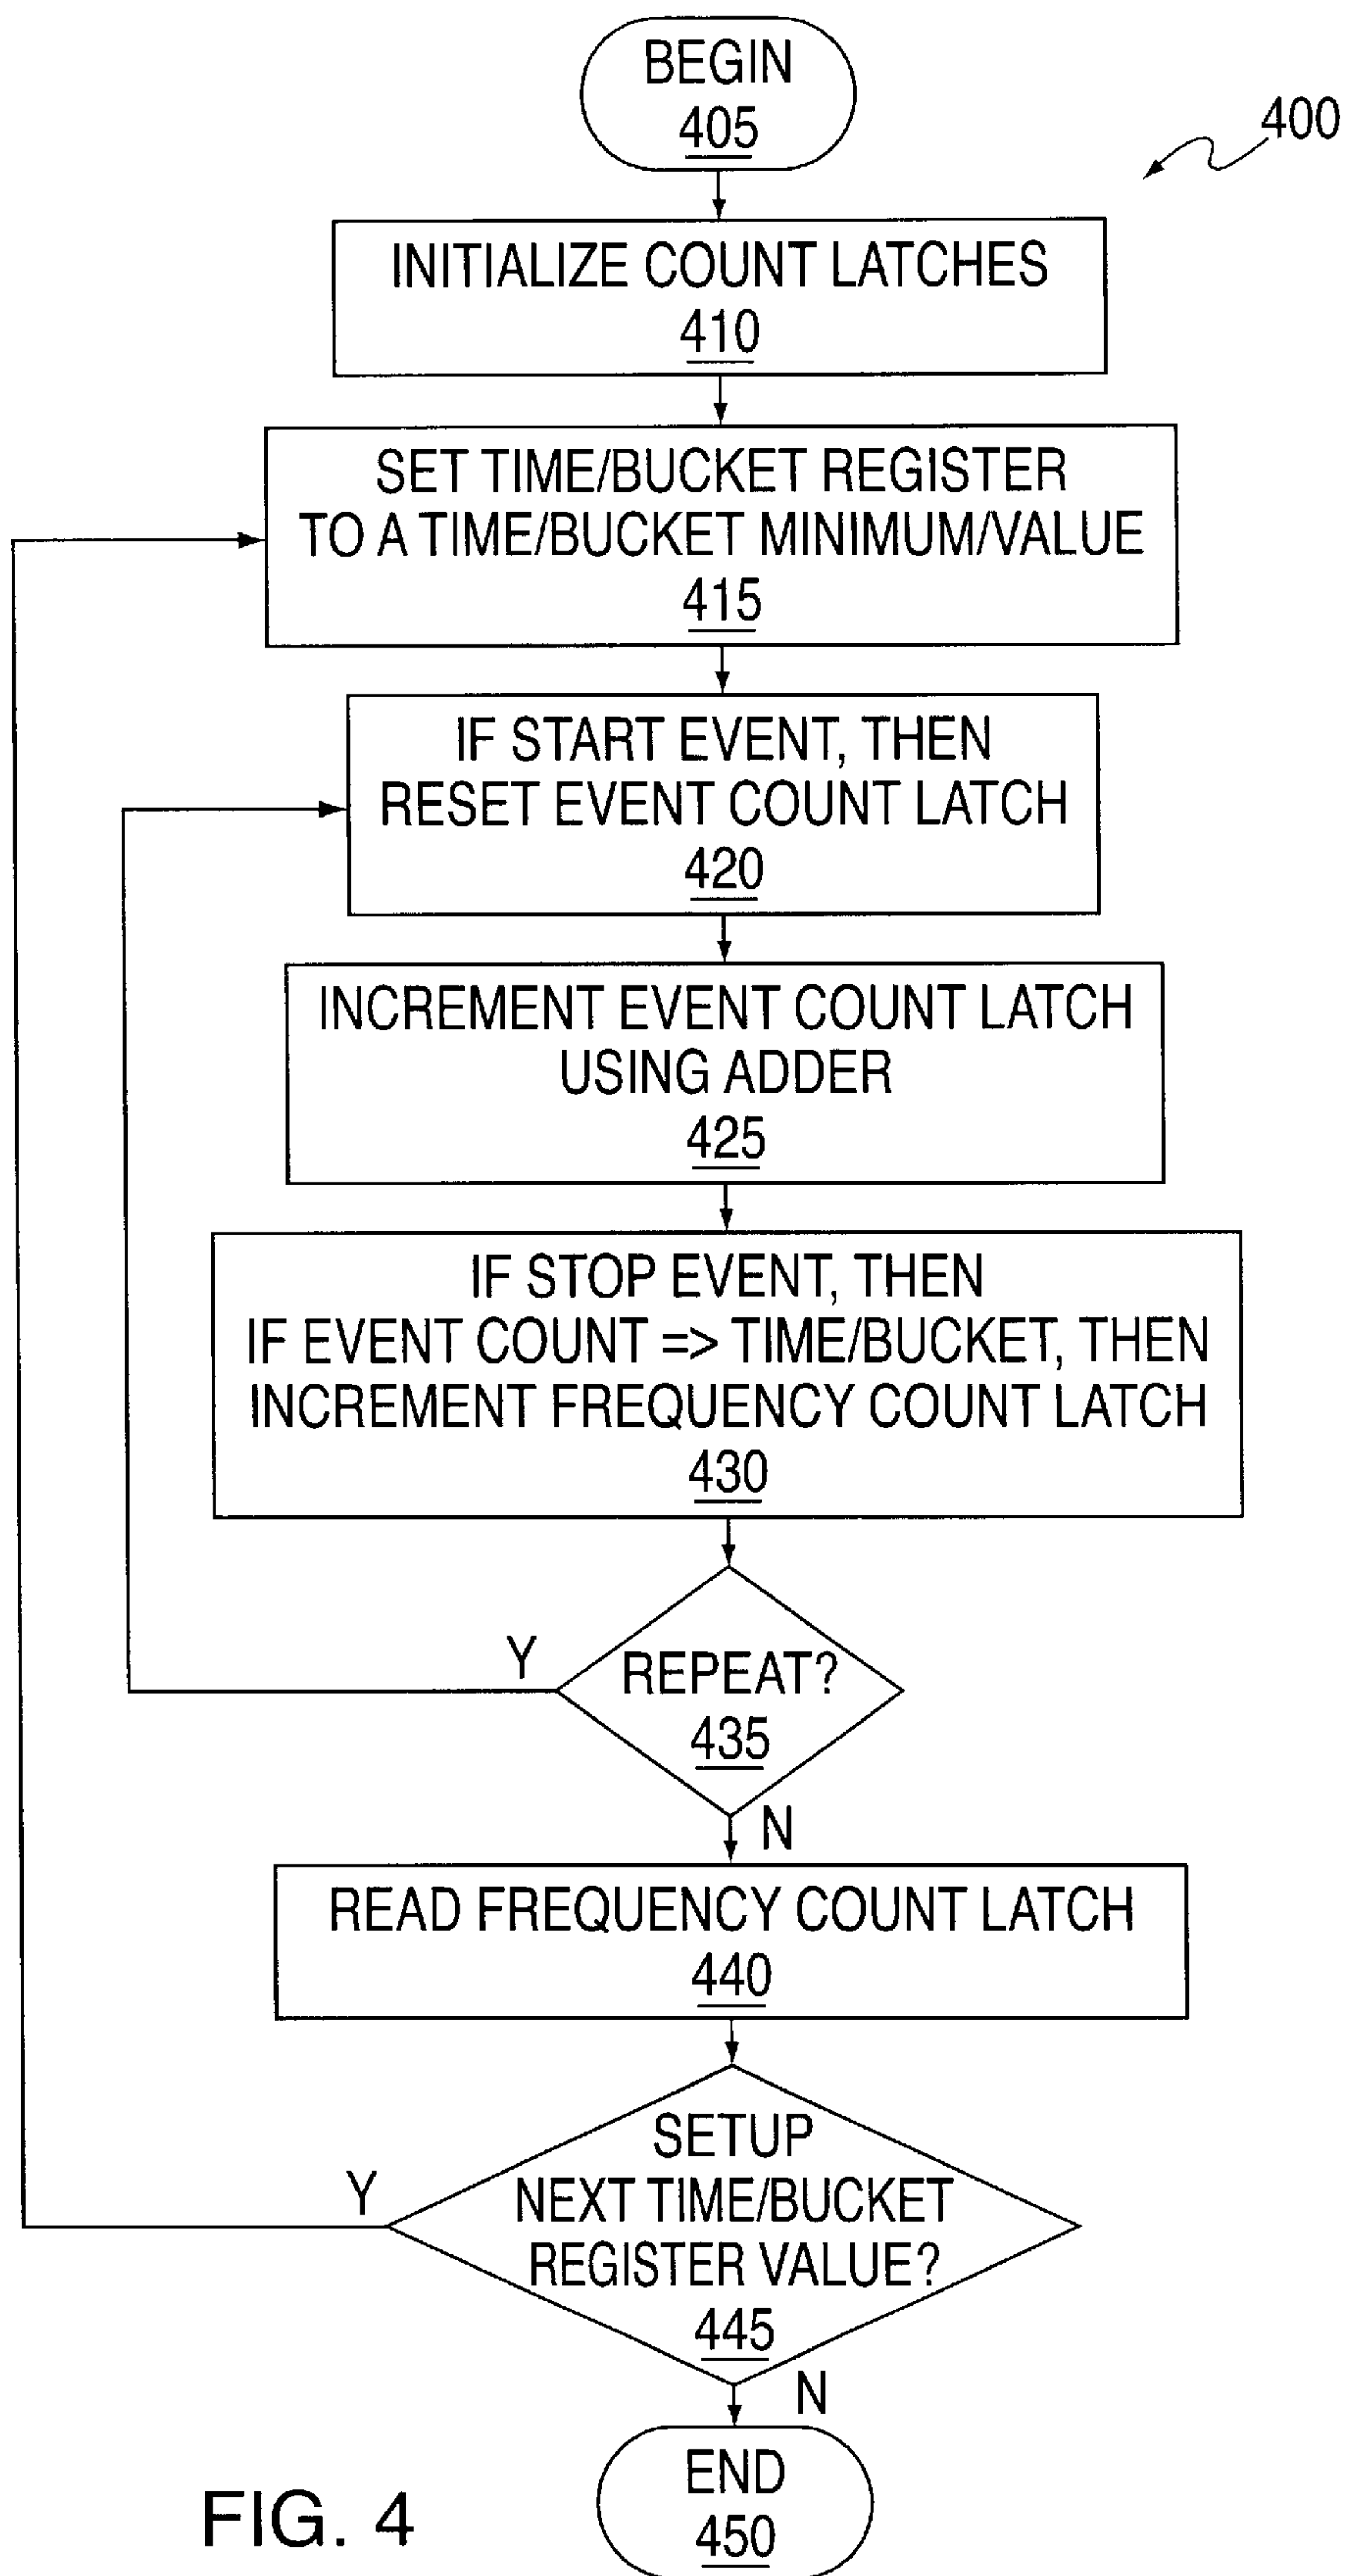 BEGIN
405
400
INITIALIZE COUNT LATCHES
410
SET TIME/BUCKET REGISTER
TO A TIME/BUCKET MINIMUM/VALUE
415
IF START EVENT, THEN
RESET EVENT COUNT LATCH
420
INCREMENT EVENT COUNT LATCH
USING ADDER
425
IF STOP EVENT, THEN
IF EVENT COUNT => TIME/BUCKET, THEN
INCREMENT FREQUENCY COUNT LATCH
430
Y
REPEAT?
435
N
READ FREQUENCY COUNT LATCH
440
Y
SETUP
NEXT TIME/BUCKET
REGISTER VALUE?
445
N
END
450
FIG. 4